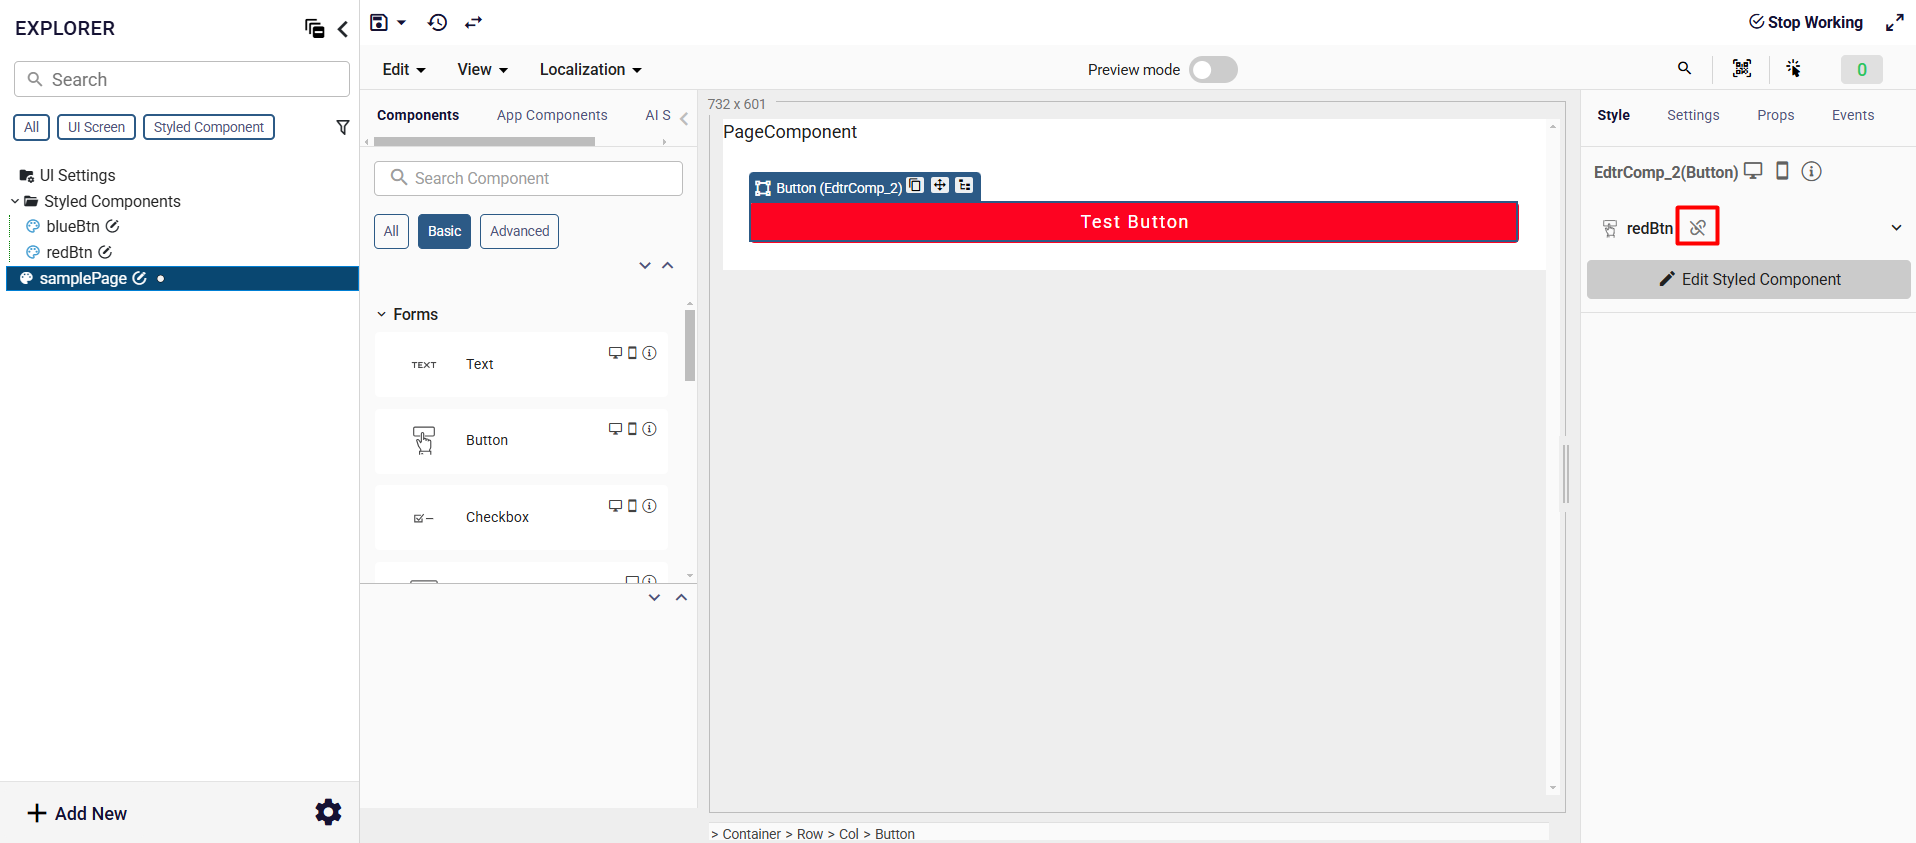 EXPLORER
Search
All
UI Screen
Styled Component
UI Settings
Styled Components
blueBtn
redBtn
samplePage
Add New
Stop Working
Edit
View
Localization
Preview mode
0
Components
App Components
AI S
Search Component
All
Basic
Advanced
Forms
TEXT
Text
Button
Checkbox
732 x 601
PageComponent
Button (EdtrComp_2)
Test Button
> Container > Row > Col > Button
Style
Settings
Props
Events
EdtrComp_2(Button)
redBtn
Edit Styled Component